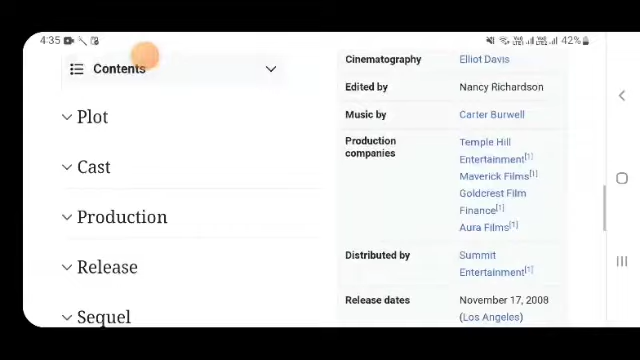 4:35
42%
Contents
Plot
Cast
Production
Release
Sequel
Cinematography Elliot Davis
Edited by Nancy Richardson
Music by Carter Burwell
Production companies Temple Hill
Entertainment[1]
Maverick Films[1]
Goldcrest Film
Finance[1]
Aura Films[1]
Distributed by Summit
Entertainment[1]
Release dates November 17, 2008
(Los Angeles)